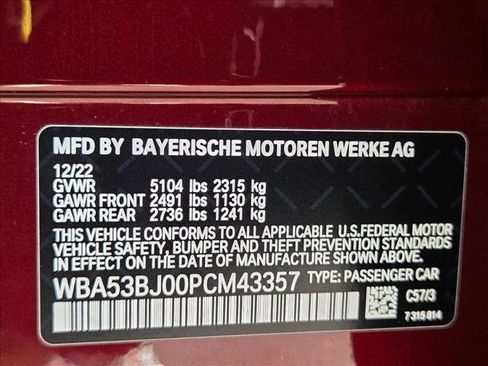 MFD BY BAYERISCHE MOTOREN WERKE AG
12/22
GVWR 5104 lbs 2315 kg
GAWR FRONT 2491 lbs 1130 kg
GAWR REAR 2736 lbs 1241 kg
THIS VEHICLE CONFORMS TO ALL APPLICABLE U.S.FEDERAL MOTOR
VEHICLE SAFETY, BUMPER AND THEFT PREVENTION STANDARDS
IN EFFECT ON THE DATE OF MANUFACTURE SHOWN ABOVE.
WBA53BJ00PCM43357 TYPE: PASSENGER CAR
C57/3
7315814